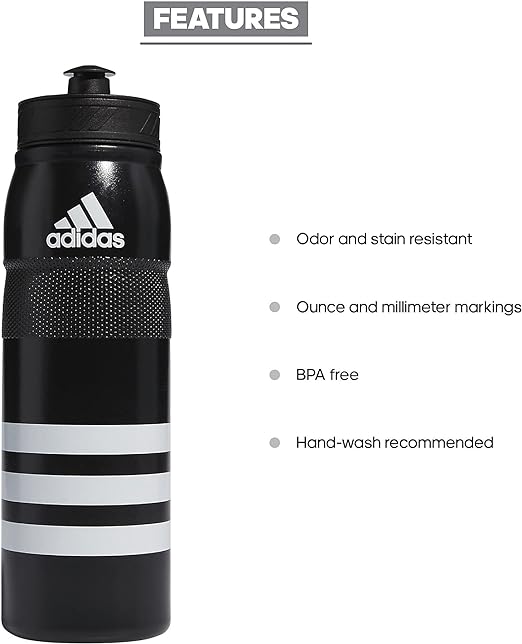 FEATURES
adidas
Odor and stain resistant
Ounce and millimeter markings
BPA free
Hand-wash recommended